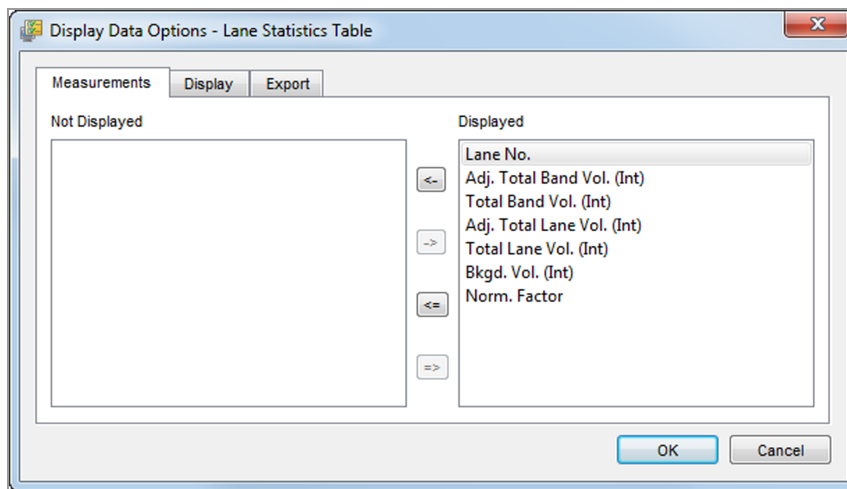 Display Data Options - Lane Statistics Table
X
Measurements Display Export
Not Displayed
Displayed
Lane No.
Adj. Total Band Vol. (Int)
Total Band Vol. (Int)
Adj. Total Lane Vol. (Int)
Total Lane Vol. (Int)
Bkgd. Vol. (Int)
Norm. Factor
<-
->
<=
=>
OK Cancel